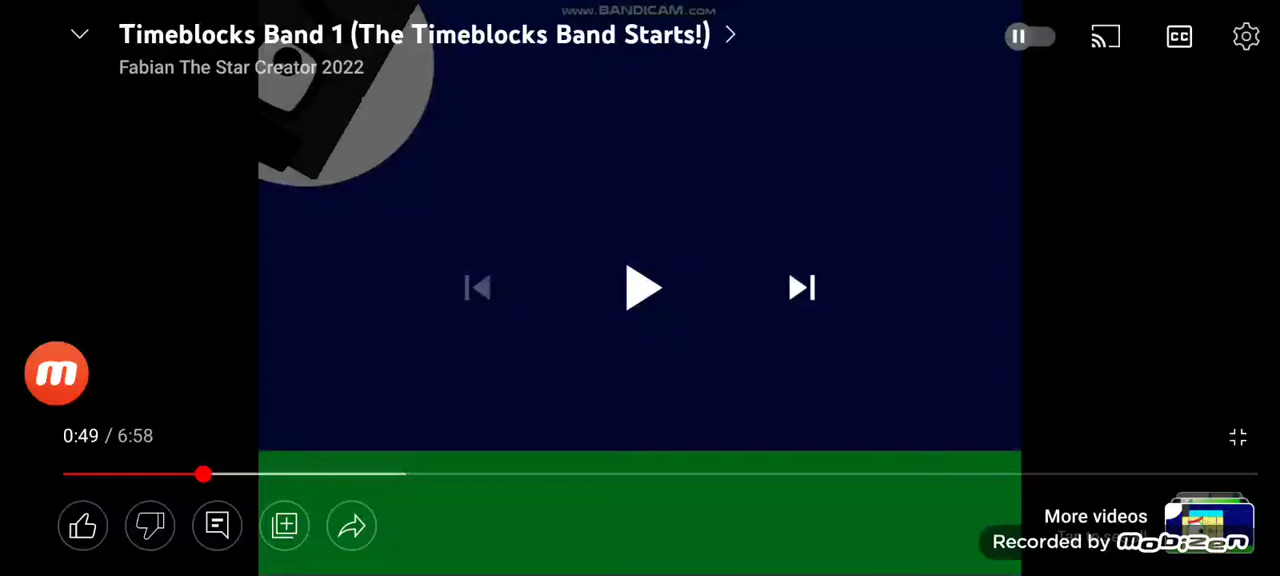 www.BANDICAM.com
Timeblocks Band 1 (The Timeblocks Band Starts!)
Fabian The Star Creator 2022
CC
m
0:49 / 6:58
More videos
Recorded by mobizen